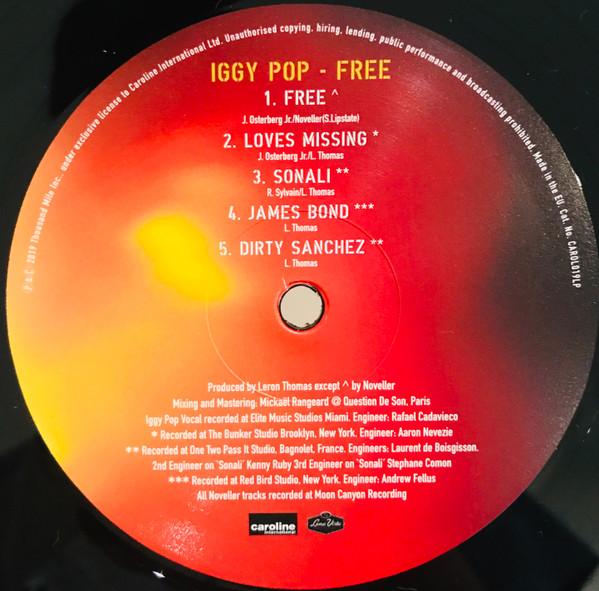 ℗ & © 2019 Thousand Mile Inc., under exclusive license to Caroline International Ltd. Unauthorised copying, hiring, lending, public performance and broadcasting prohibited. Made in the EU. Cat. No. CAROL019LP
IGGY POP - FREE
1. FREE ^
J. Osterberg Jr./Noveller(S.Lipstate)
2. LOVES MISSING *
J. Osterberg Jr./L. Thomas
3. SONALI **
R. Sylvain/L. Thomas
4. JAMES BOND ***
L. Thomas
5. DIRTY SANCHEZ **
L. Thomas
Produced by Leron Thomas except ^ by Noveller
Mixing and Mastering: Mickaël Rangeard @ Question De Son, Paris
Iggy Pop Vocal recorded at Elite Music Studios Miami. Engineer: Rafael Cadavieco
* Recorded at The Bunker Studio Brooklyn, New York. Engineer: Aaron Nevezie
** Recorded at One Two Pass It Studio, Bagnolet, France. Engineers: Laurent de Boisgisson.
2nd Engineer on 'Sonali' Kenny Ruby 3rd Engineer on 'Sonali' Stephane Comon
*** Recorded at Red Bird Studio, New York. Engineer: Andrew Fellus
All Noveller tracks recorded at Moon Canyon Recording
caroline
international
Loma Vista